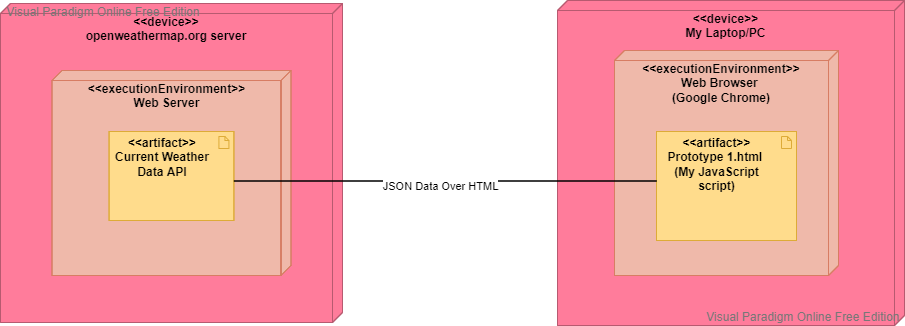 Visual Paradigm Online Free Edition
<<device>>
openweathermap.org server
<<executionEnvironment>>
Web Server
<<artifact>>
Current Weather
Data API
JSON Data Over HTML
<<device>>
My Laptop/PC
<<executionEnvironment>>
Web Browser
(Google Chrome)
<<artifact>>
Prototype 1.html
(My JavaScript
script)
Visual Paradigm Online Free Edition